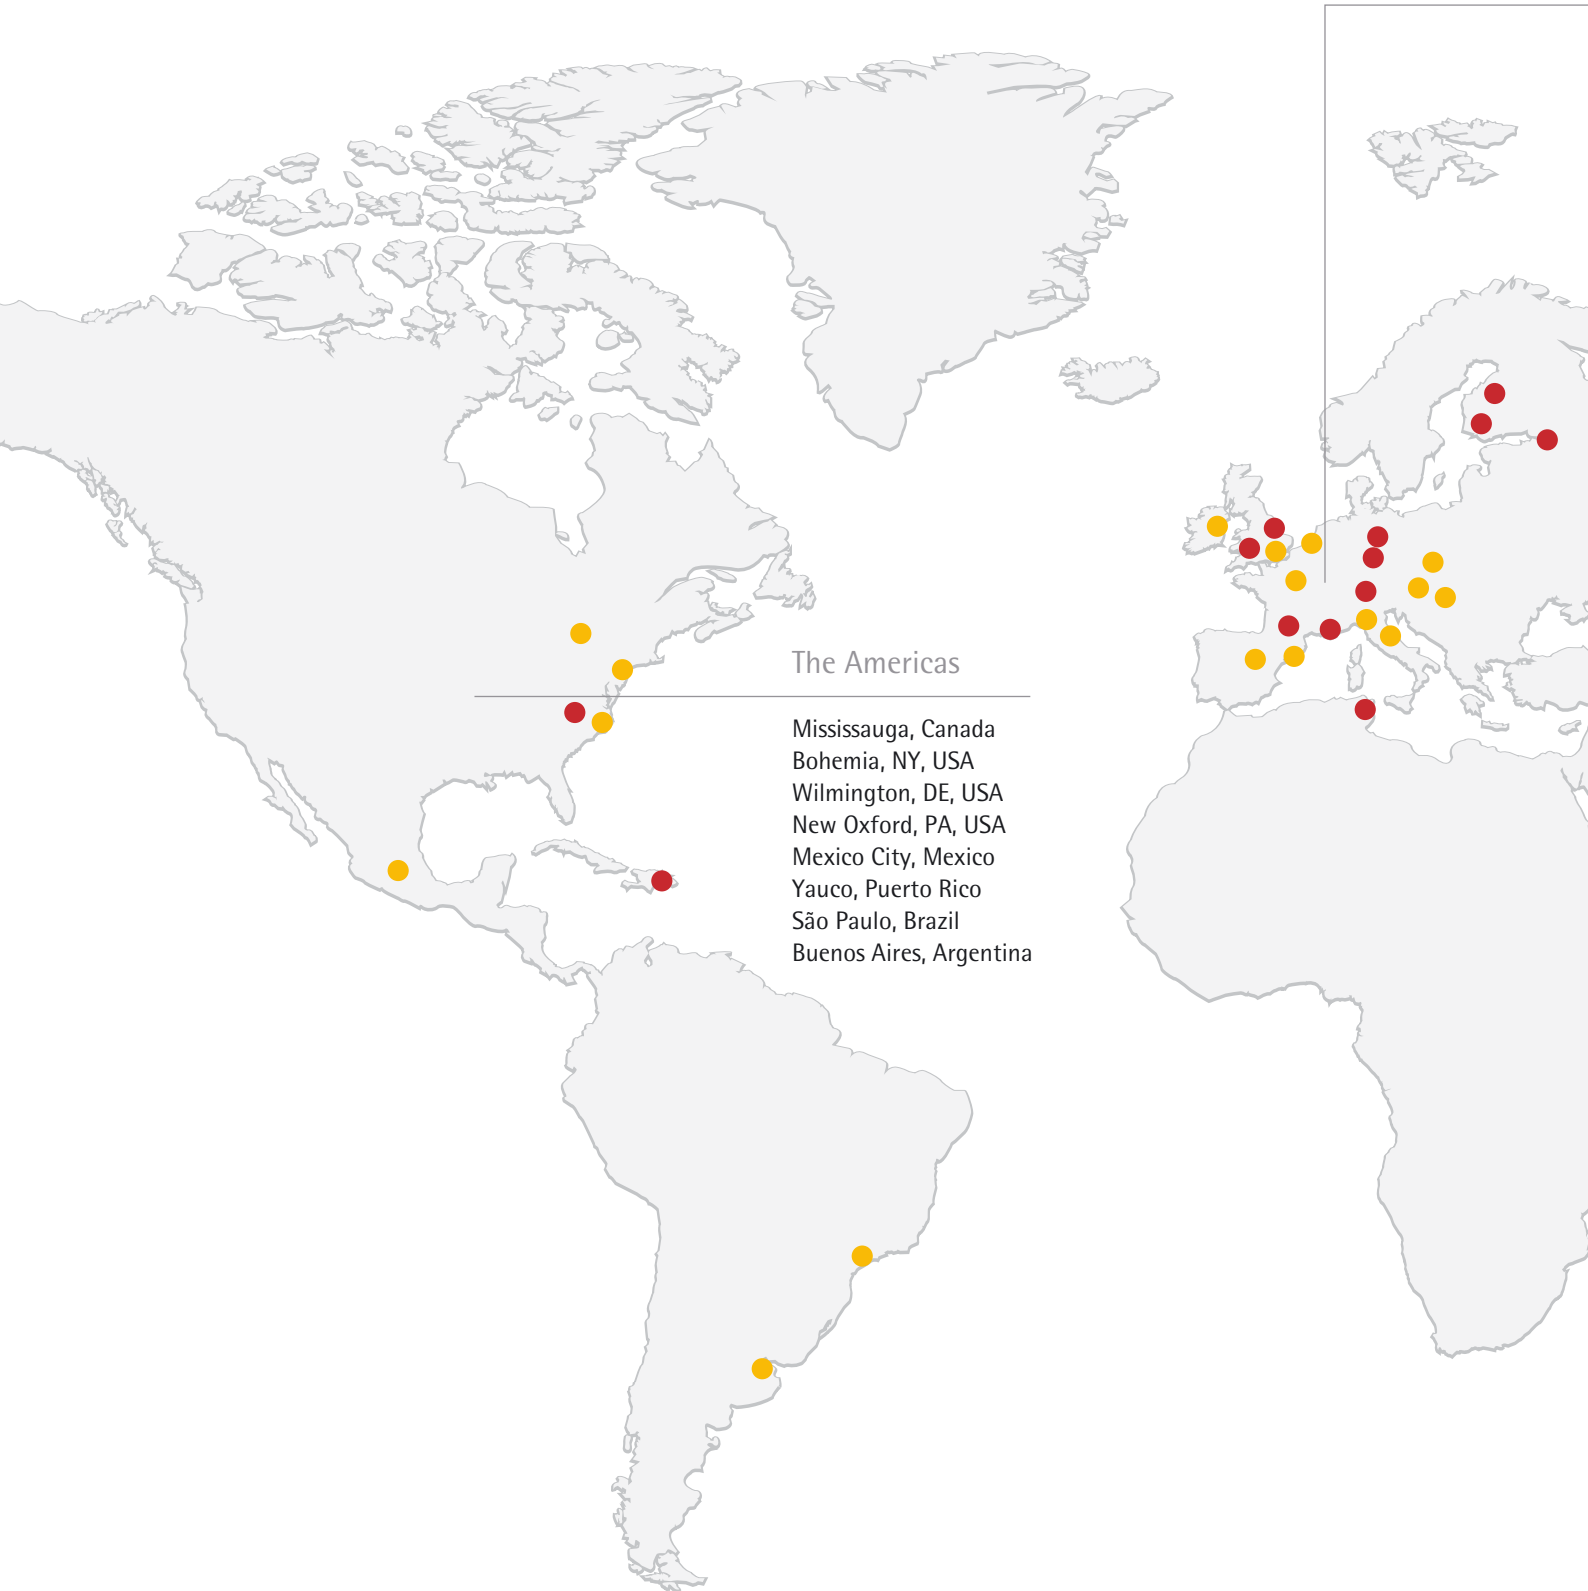 The Americas
Mississauga, Canada
Bohemia, NY, USA
Wilmington, DE, USA
New Oxford, PA, USA
Mexico City, Mexico
Yauco, Puerto Rico
São Paulo, Brazil
Buenos Aires, Argentina